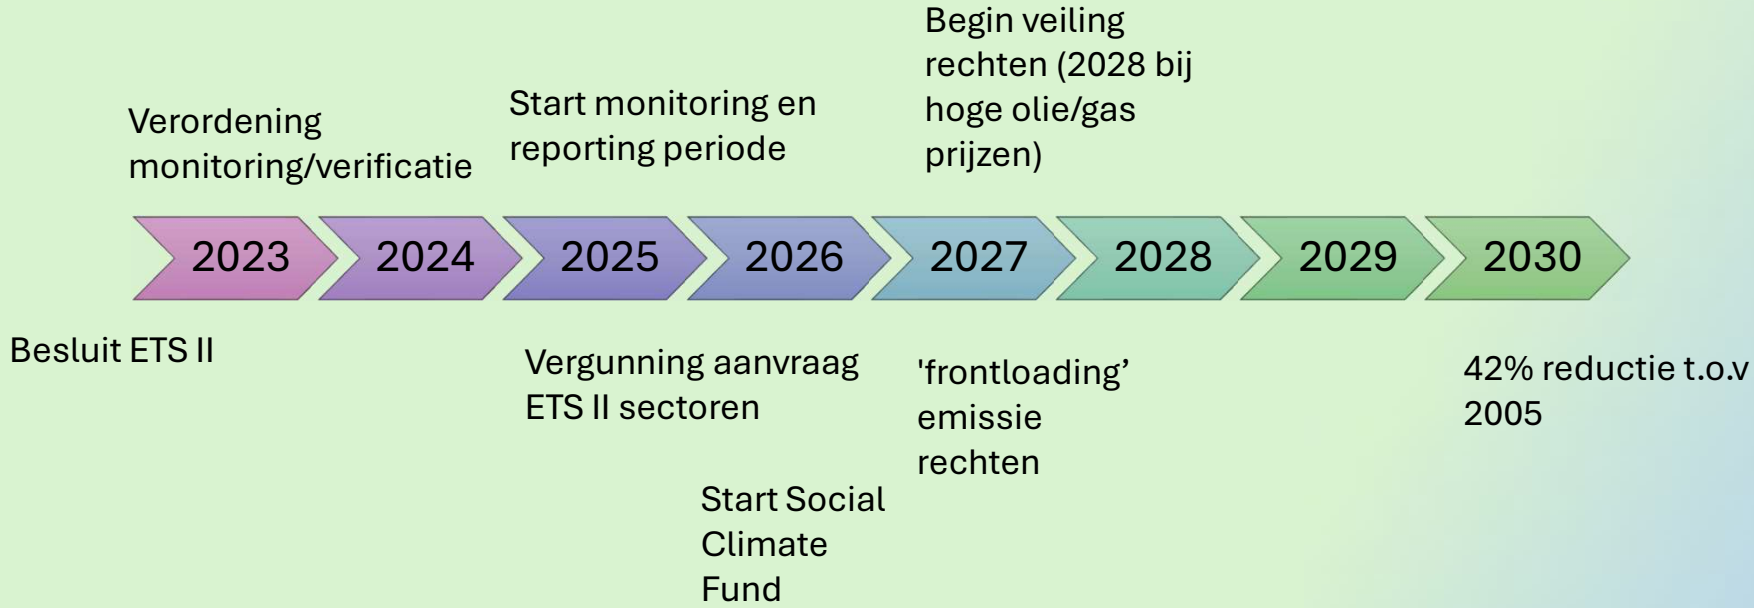 Verordening
monitoring/verificatie
Start monitoring en
reporting periode
Begin veiling
rechten (2028 bij
hoge olie/gas
prijzen)
2023
2024
2025
2026
2027
2028
2029
2030
Besluit ETS II
Vergunning aanvraag
ETS II sectoren
Start Social
Climate
Fund
'frontloading’
emissie
rechten
42% reductie t.o.v
2005